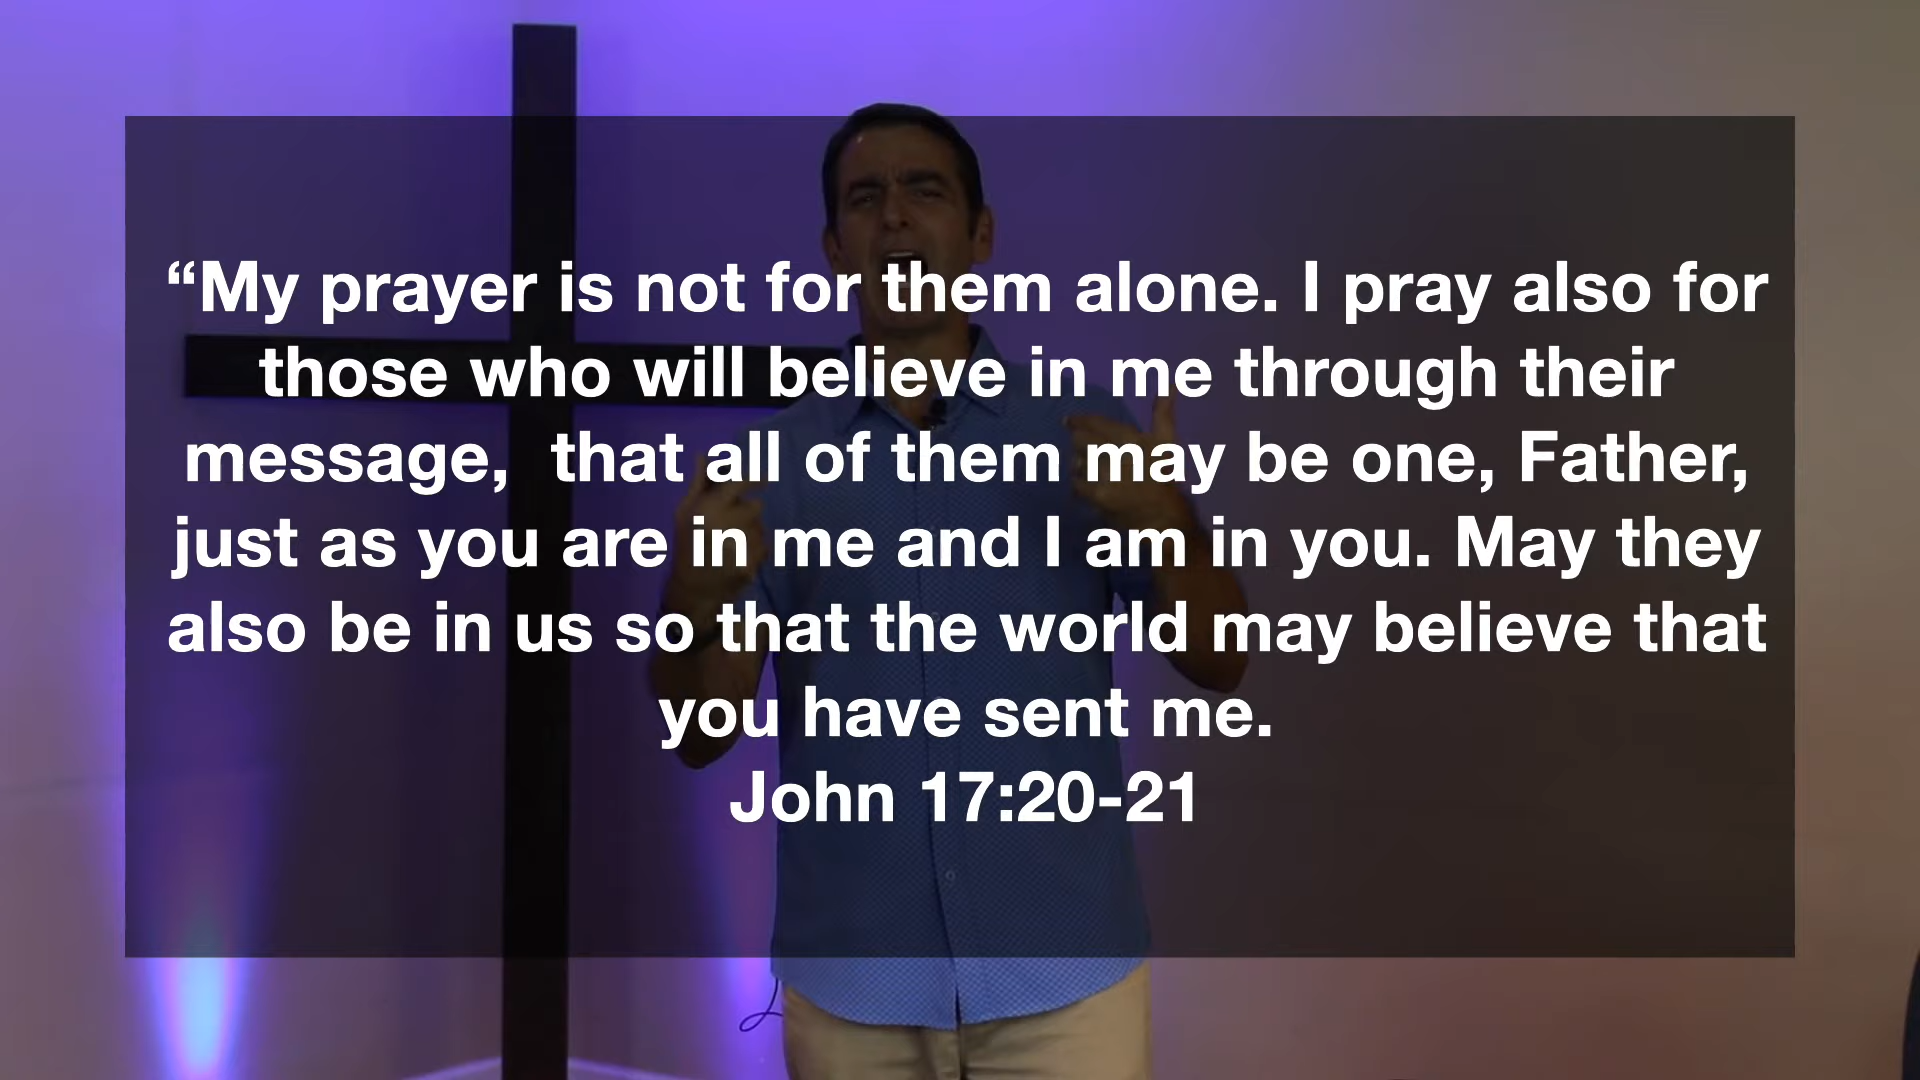 “My prayer is not for them alone. I pray also for
those who will believe in me through their
message,  that all of them may be one, Father,
just as you are in me and I am in you. May they
also be in us so that the world may believe that
you have sent me.
John 17:20-21